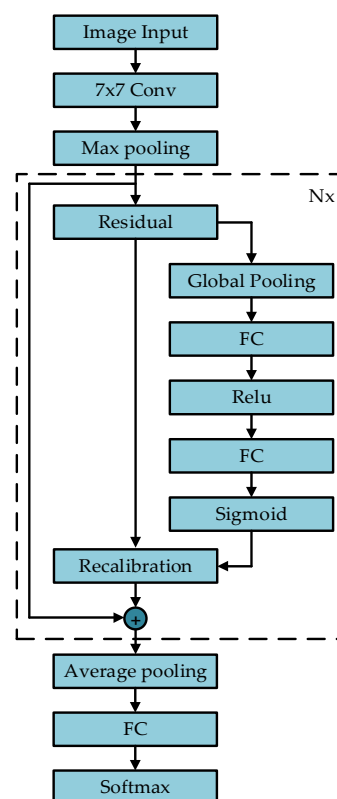 Image Input
7x7 Conv
Max pooling
Nx
Residual
Global Pooling
FC
Relu
FC
Sigmoid
Recalibration
+
Average pooling
FC
Softmax